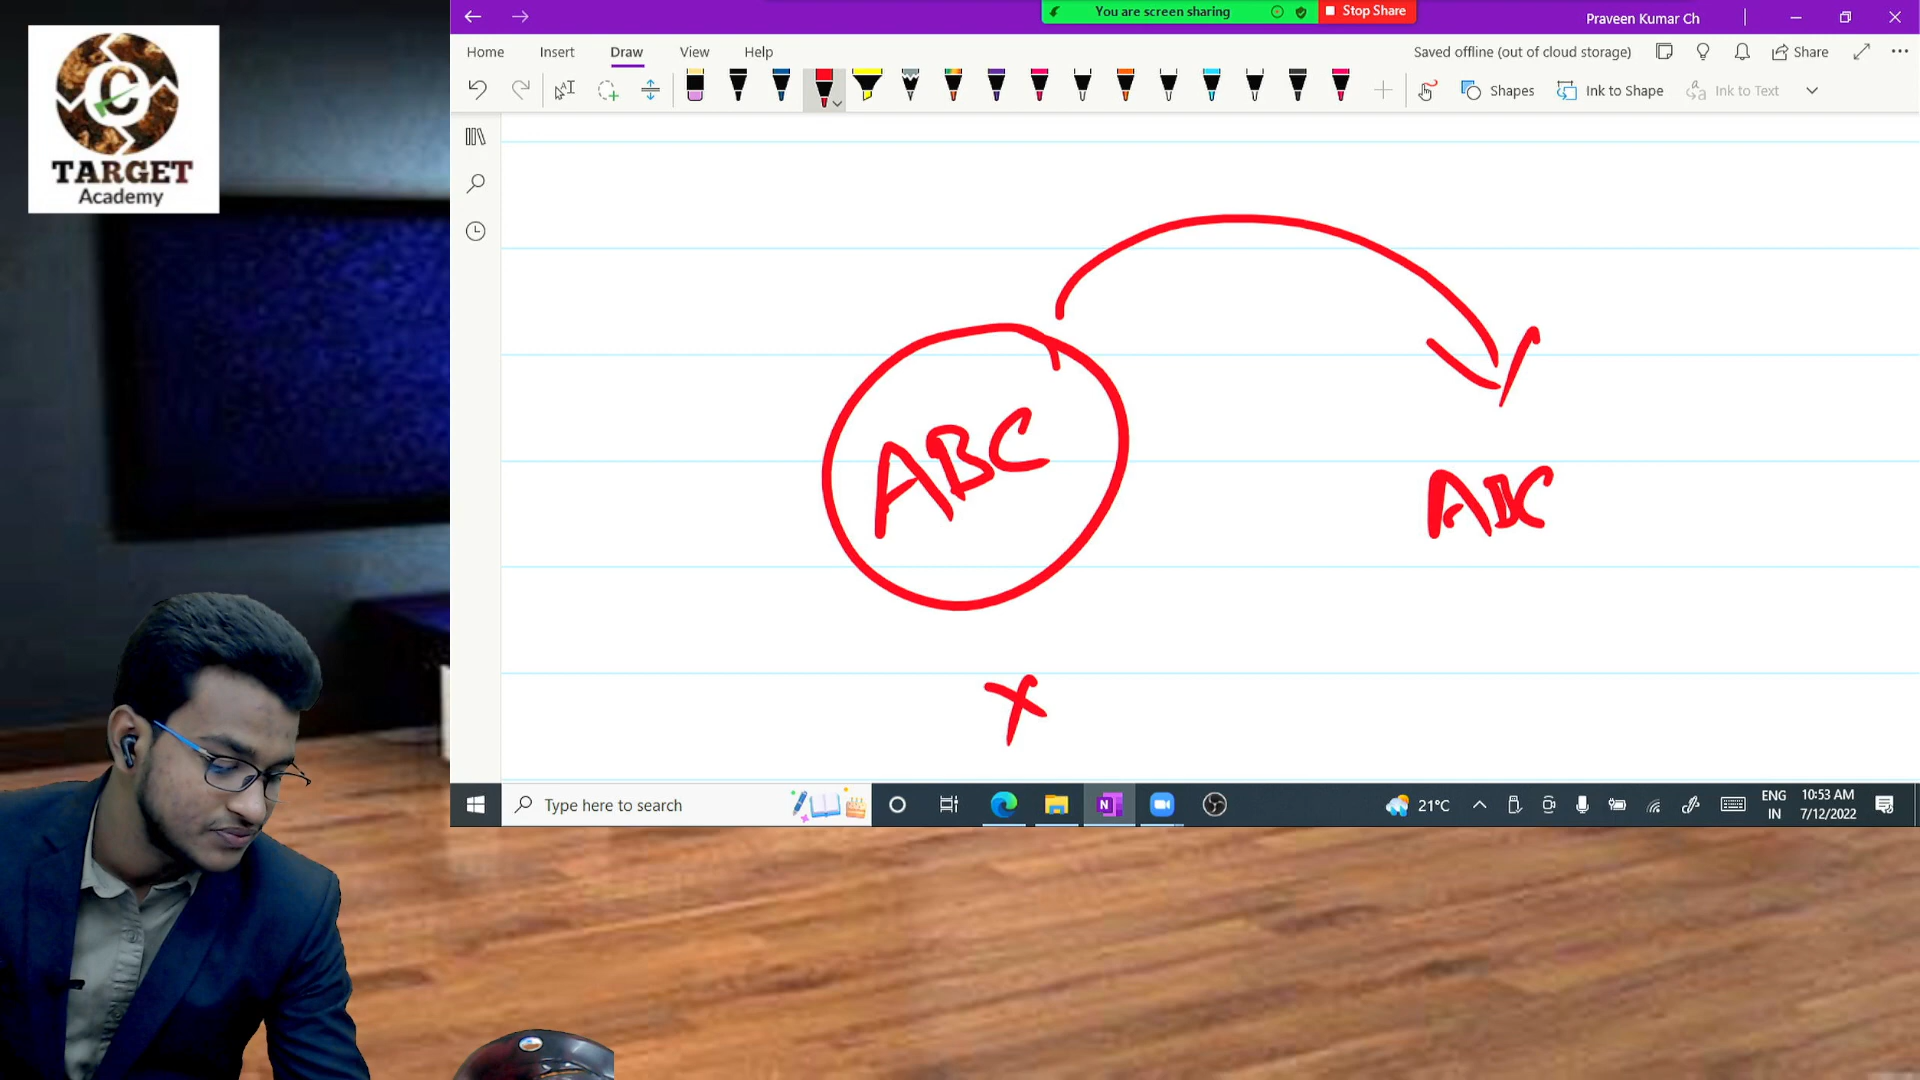 C
TARGET
Academy
You are screen sharing
Stop Share
Praveen Kumar Ch
Home Insert Draw View Help
Saved offline (out of cloud storage)
Share
Shapes
Ink to Shape
Ink to Text
ABC
ABC
x
Type here to search
N
21°C
ENG
IN
10:53 AM
7/12/2022